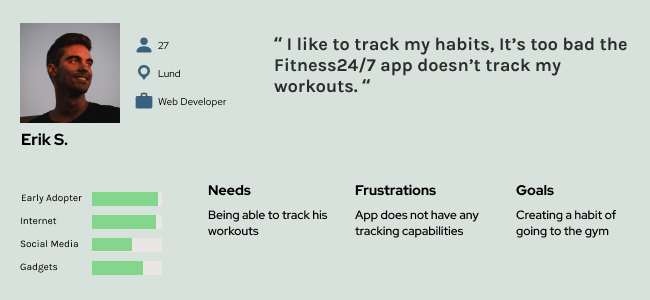 27
Lund
Web Developer
Erik S.
“ I like to track my habits, It’s too bad the
Fitness24/7 app doesn’t track my
workouts. “
Early Adopter
Internet
Social Media
Gadgets
Needs
Being able to track his
workouts
Frustrations
App does not have any
tracking capabilities
Goals
Creating a habit of
going to the gym